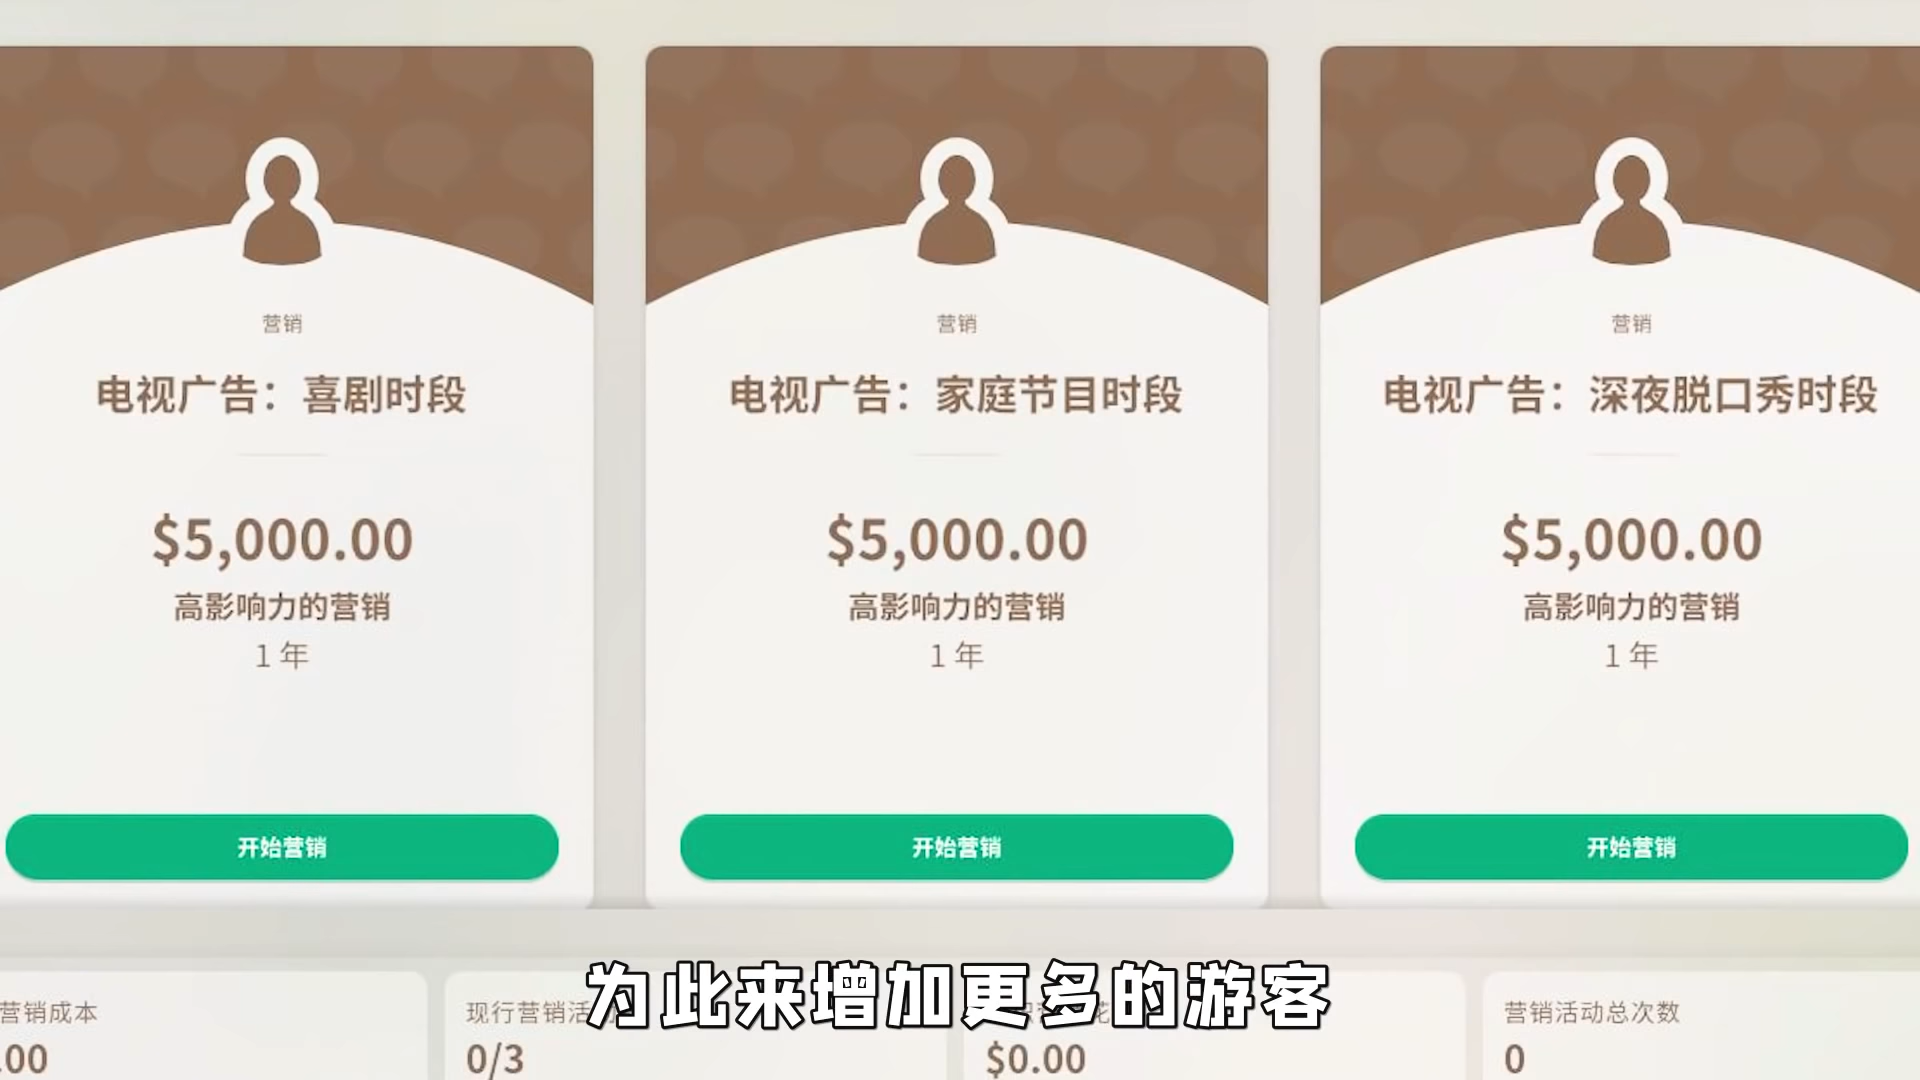 营销
电视广告：喜剧时段
$5,000.00
高影响力的营销
1 年
开始营销
营销
电视广告：家庭节目时段
$5,000.00
高影响力的营销
1 年
开始营销
营销
电视广告：深夜脱口秀时段
$5,000.00
高影响力的营销
1 年
开始营销
为此来增加更多的游客
营销成本
.00
现行营销活
0/3
$0.00
营销活动总次数
0